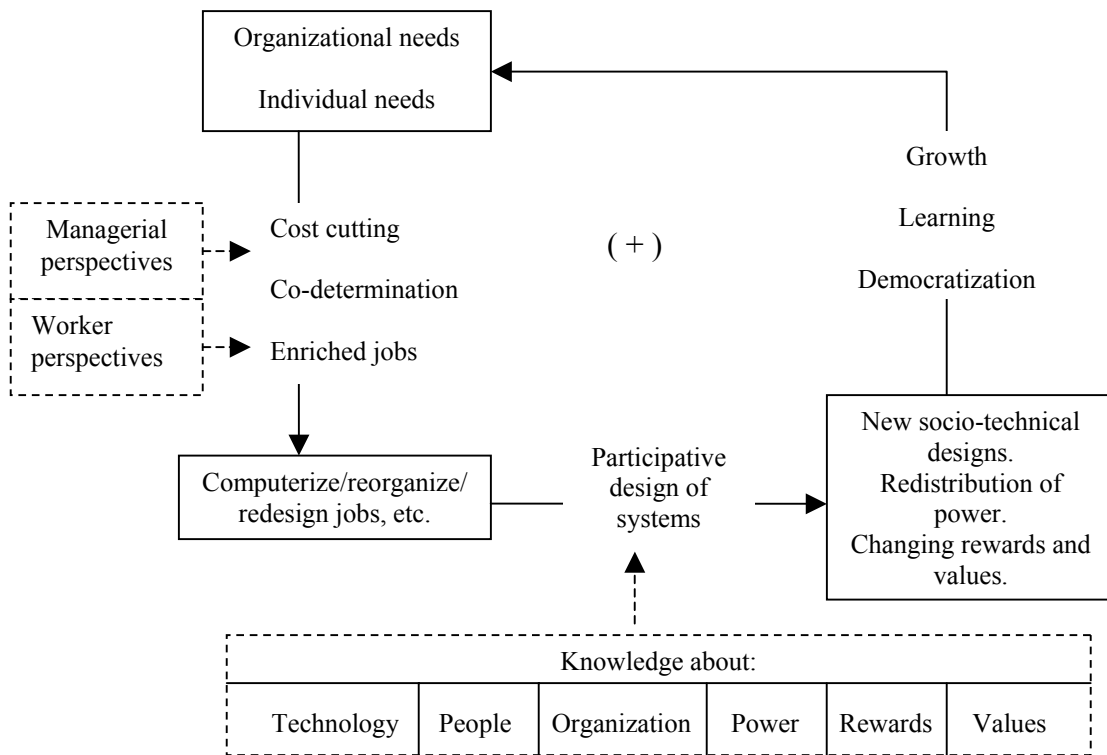 Organizational needs
Individual needs
Growth
Learning
Democratization
Managerial
perspectives
Worker
perspectives
Cost cutting
Co-determination
Enriched jobs
( + )
Computerize/reorganize/
redesign jobs, etc.
Participative
design of
systems
New socio-technical
designs.
Redistribution of
power.
Changing rewards and
values.
Knowledge about:
Technology People Organization Power Rewards Values